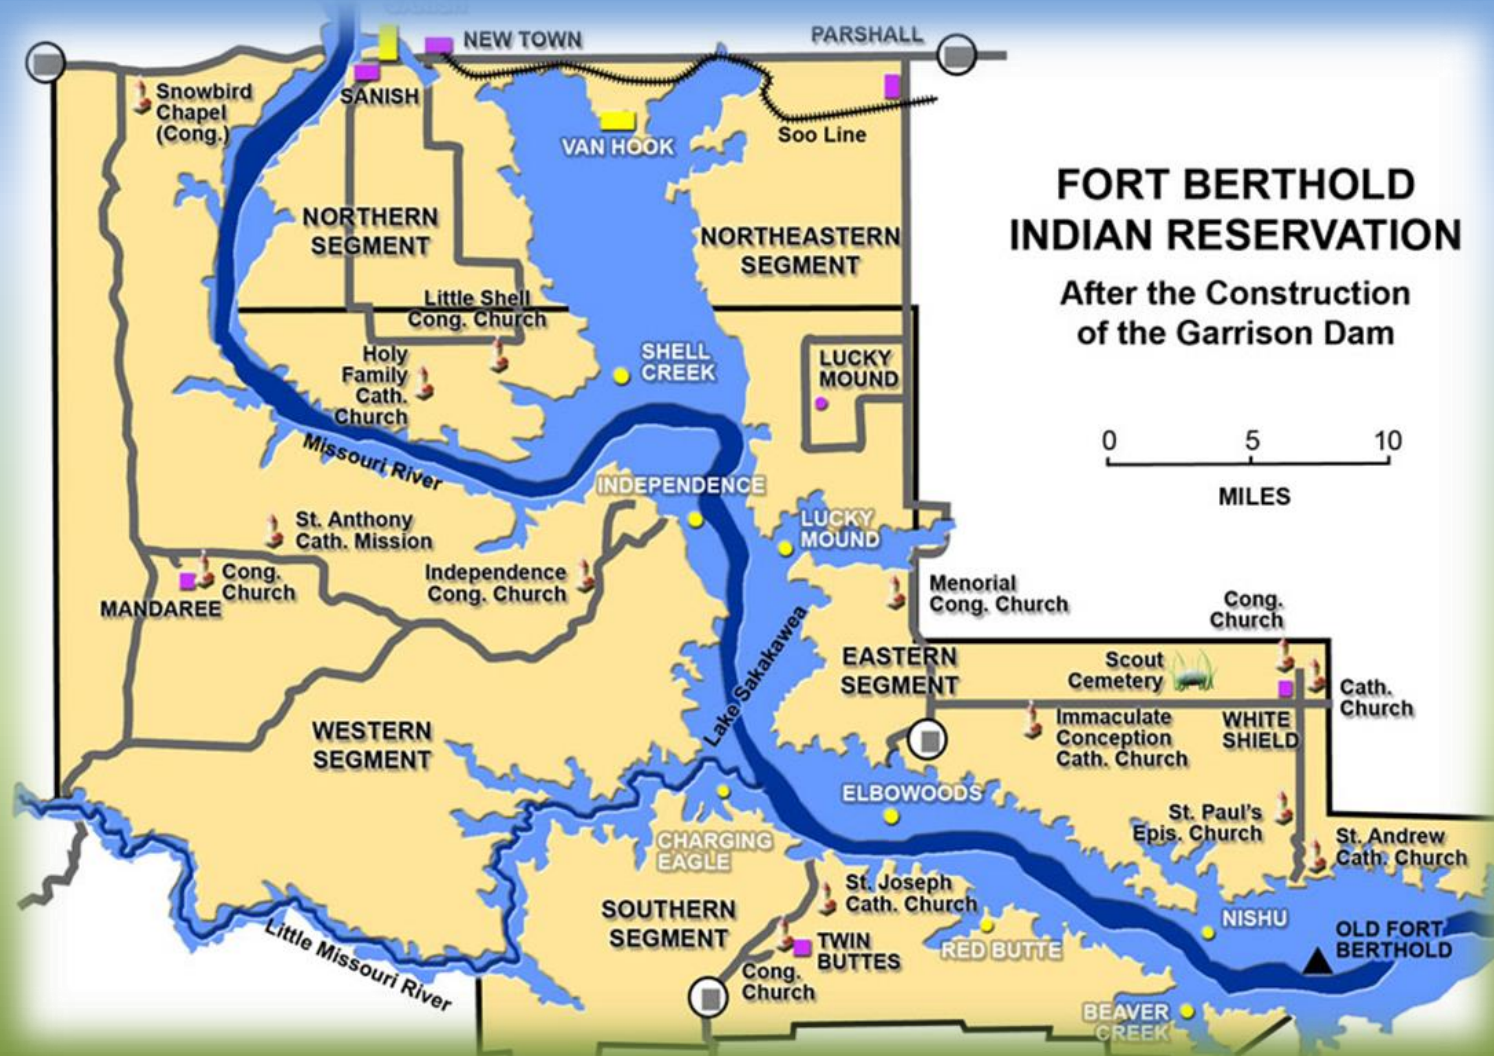 SANISH
NEW TOWN
PARSHALL
SANISH
Snowbird
Chapel
(Cong.)
VAN HOOK
Soo Line
FORT BERTHOLD
INDIAN RESERVATION
After the Construction
of the Garrison Dam
NORTHERN
SEGMENT
NORTHEASTERN
SEGMENT
Little Shell
Cong. Church
Holy
Family
Cath.
Church
SHELL
CREEK
LUCKY
MOUND
0 5 10
MILES
Missouri River
INDEPENDENCE
LUCKY
MOUND
St. Anthony
Cath. Mission
Cong.
Church
MANDAREE
Independence
Cong. Church
Menorial
Cong. Church
Cong.
Church
Lake Sakakawea
EASTERN
SEGMENT
Scout
Cemetery
Cath.
Church
Immaculate
Conception
Cath. Church
WHITE
SHIELD
WESTERN
SEGMENT
ELBOWOODS
CHARGING
EAGLE
St. Paul's
Epis. Church
St. Andrew
Cath. Church
St. Joseph
Cath. Church
SOUTHERN
SEGMENT
TWIN
BUTTES
Cong.
Church
RED BUTTE
NISHU
OLD FORT
BERTHOLD
Little Missouri River
BEAVER
CREEK